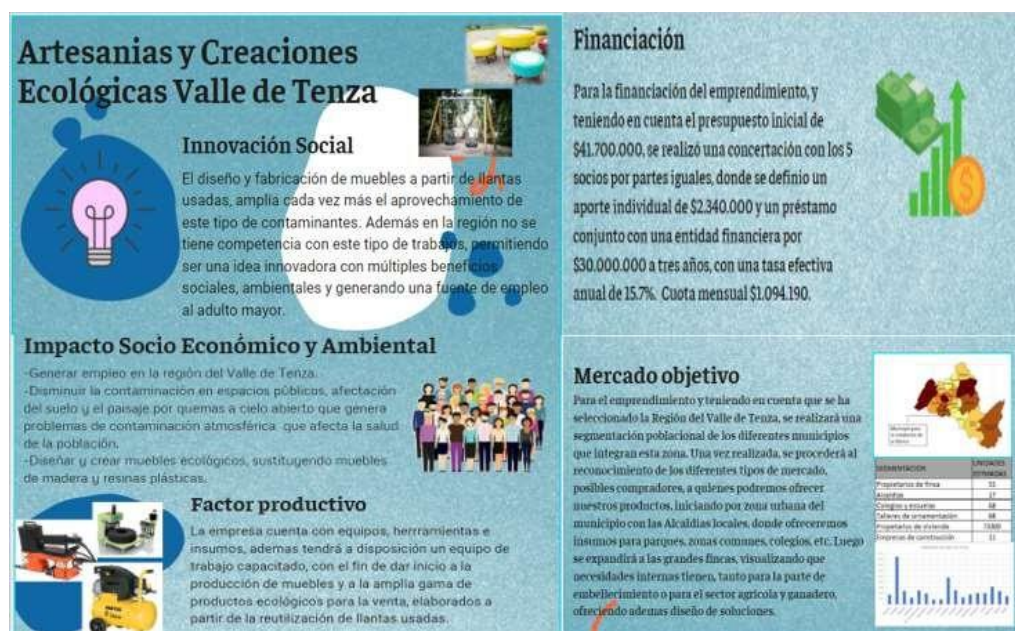 Artesanias y Creaciones
Ecológicas Valle de Tenza
Innovación Social
El diseño y fabricación de muebles a partir de llantas
usadas, amplia cada vez más el aprovechamiento de
este tipo de contaminantes. Además en la región no se
tiene competencia con este tipo de trabajos, permitiendo
ser una idea innovadora con múltiples beneficios
sociales, ambientales y generando una fuente de empleo
al adulto mayor.
Impacto Socio Económico y Ambiental
-Generar empleo en la región del Valle de Tenza.
-Disminuir la contaminación en espacios públicos, afectación
del suelo y el paisaje por quemas a cielo abierto que genera
problemas de contaminación atmosférica que afecta la salud
de la población.
-Diseñar y crear muebles ecológicos, sustituyendo muebles
de madera y resinas plásticas.
Factor productivo
La empresa cuenta con equipos, herrramientas e
insumos, ademas tendrá a disposición un equipo de
trabajo capacitado, con el fin de dar inicio a la
producción de muebles y a la amplia gama de
productos ecológicos para la venta, elaborados a
partir de la reutilización de llantas usadas.
Financiación
Para la financiación del emprendimiento, y
teniendo en cuenta el presupuesto inicial de
$41.700.000, se realizó una concertación con los 5
socios por partes iguales, donde se definio un
aporte individual de $2.340.000 y un préstamo
conjunto con una entidad financiera por
$30.000.000 a tres años, con una tasa efectiva
anual de 15.7%. Cuota mensual $1.094.190.
Mercado objetivo
Para el emprendimiento y teniendo en cuenta que se ha
seleccionado la Región del Valle de Tenza, se realizará una
segmentación poblacional de los diferentes municipios
que integran esta zona. Una vez realizada, se procederá al
reconocimiento de los diferentes tipos de mercado,
posibles compradores, a quienes podremos ofrecer
nuestros productos, iniciando por zona urbana del
municipio con las Alcaldias locales, donde ofreceremos
insumos para parques, zonas comunes, colegios, etc. Luego
se expandirá a las grandes fincas, visualizando que
necesidades internas tienen, tanto para la parte de
embellecimiento o para el sector agrícola y ganadero,
ofreciendo ademas diseño de soluciones.
SEGMENTACIÓN UNIDADES
Propietarios de finca
Colegios y escuelas
Talleres de ornamentación
Propietarios de vivienda
Empresas de construcción